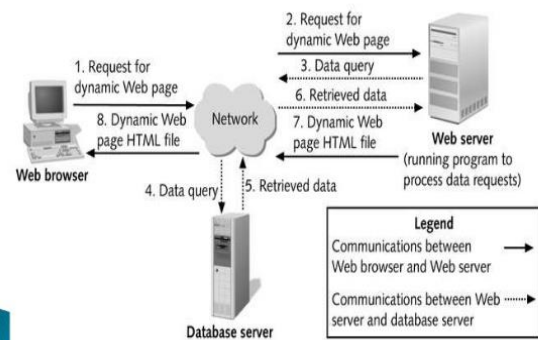 1. Request for
dynamic Web page
2. Request for
dynamic Web page
3. Data query
6. Retrieved data
7. Dynamic Web
page HTML file
8. Dynamic Web
page HTML file
Network
Web browser
Web server
(running program to
process data requests)
4. Data query
5. Retrieved data
Database server
Legend
Communications between
Web browser and Web server
Communications between Web
server and database server